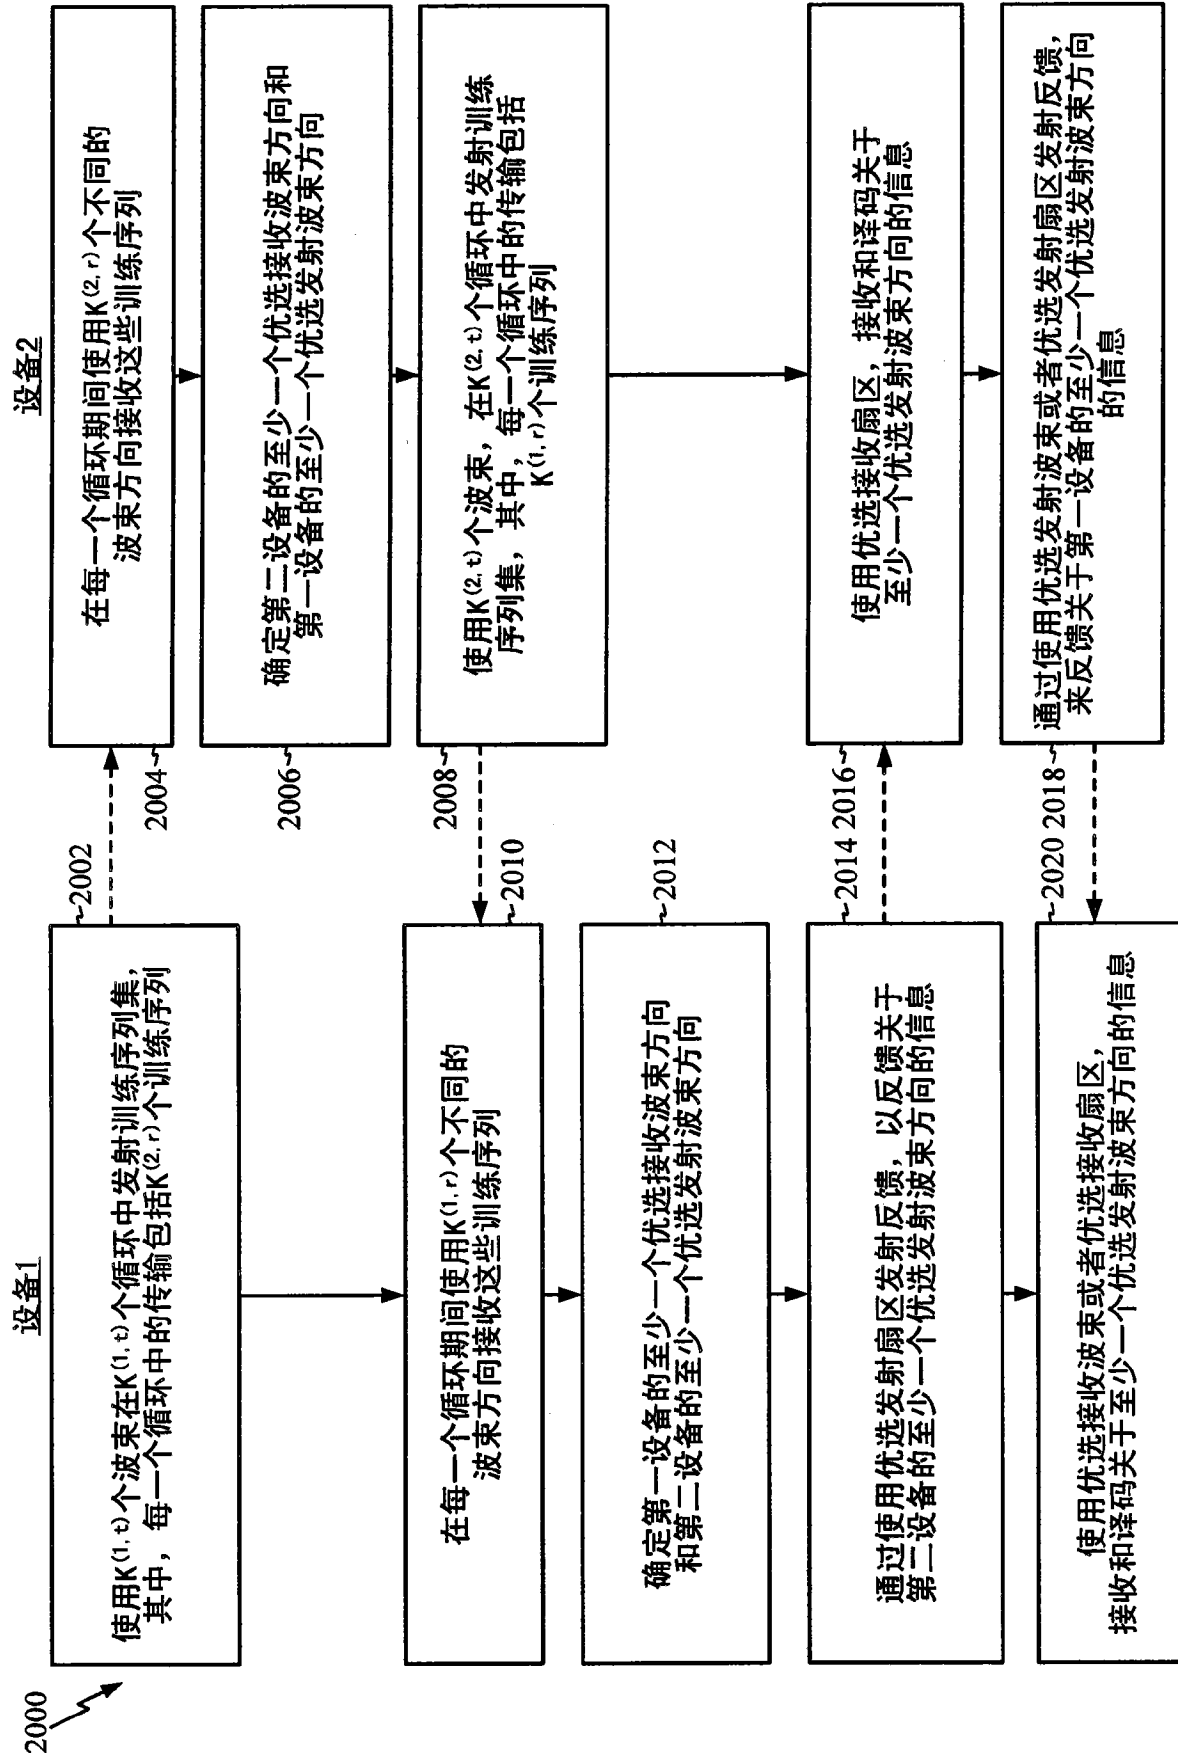 2000
设备1
设备2
使用K(1,t)个波束在K(1,t)个循环中发射训练序列集,
其中，每一个循环中的传输包括K(2,r)个训练序列
2002
在每一个循环期间使用K(2,r)个不同的
波束方向接收这些训练序列
2004
确定第二设备的至少一个优选接收波束方向和
第一设备的至少一个优选发射波束方向
2006
使用K(2,t)个波束，在K(2,t)个循环中发射训练
序列集，其中，每一个循环中的传输包括
K(1,r)个训练序列
2008
在每一个循环期间使用K(1,r)个不同的
波束方向接收这些训练序列
2010
确定第一设备的至少一个优选接收波束方向
和第二设备的至少一个优选发射波束方向
2012
通过使用优选发射扇区发射反馈，以反馈关于
第二设备的至少一个优选发射波束方向的信息
2014
使用优选接收扇区，接收和译码关于
至少一个优选发射波束方向的信息
2016
通过使用优选发射波束或者优选发射扇区发射反馈,
来反馈关于第一设备的至少一个优选发射波束方向
的信息
2018
使用优选接收波束或者优选接收扇区,
接收和译码关于至少一个优选发射波束方向的信息
2020